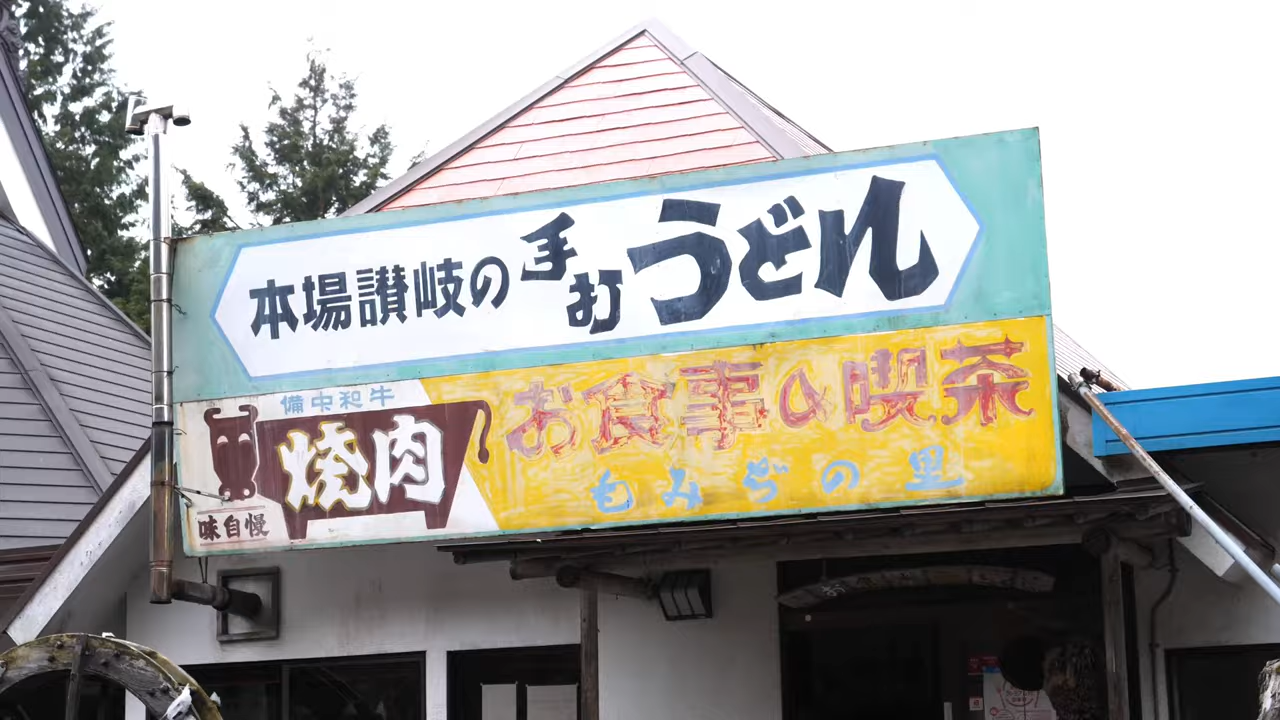 本場讃岐の手打うどん
備中和牛
焼肉
味自慢
お食事の喫茶
もみぢの里